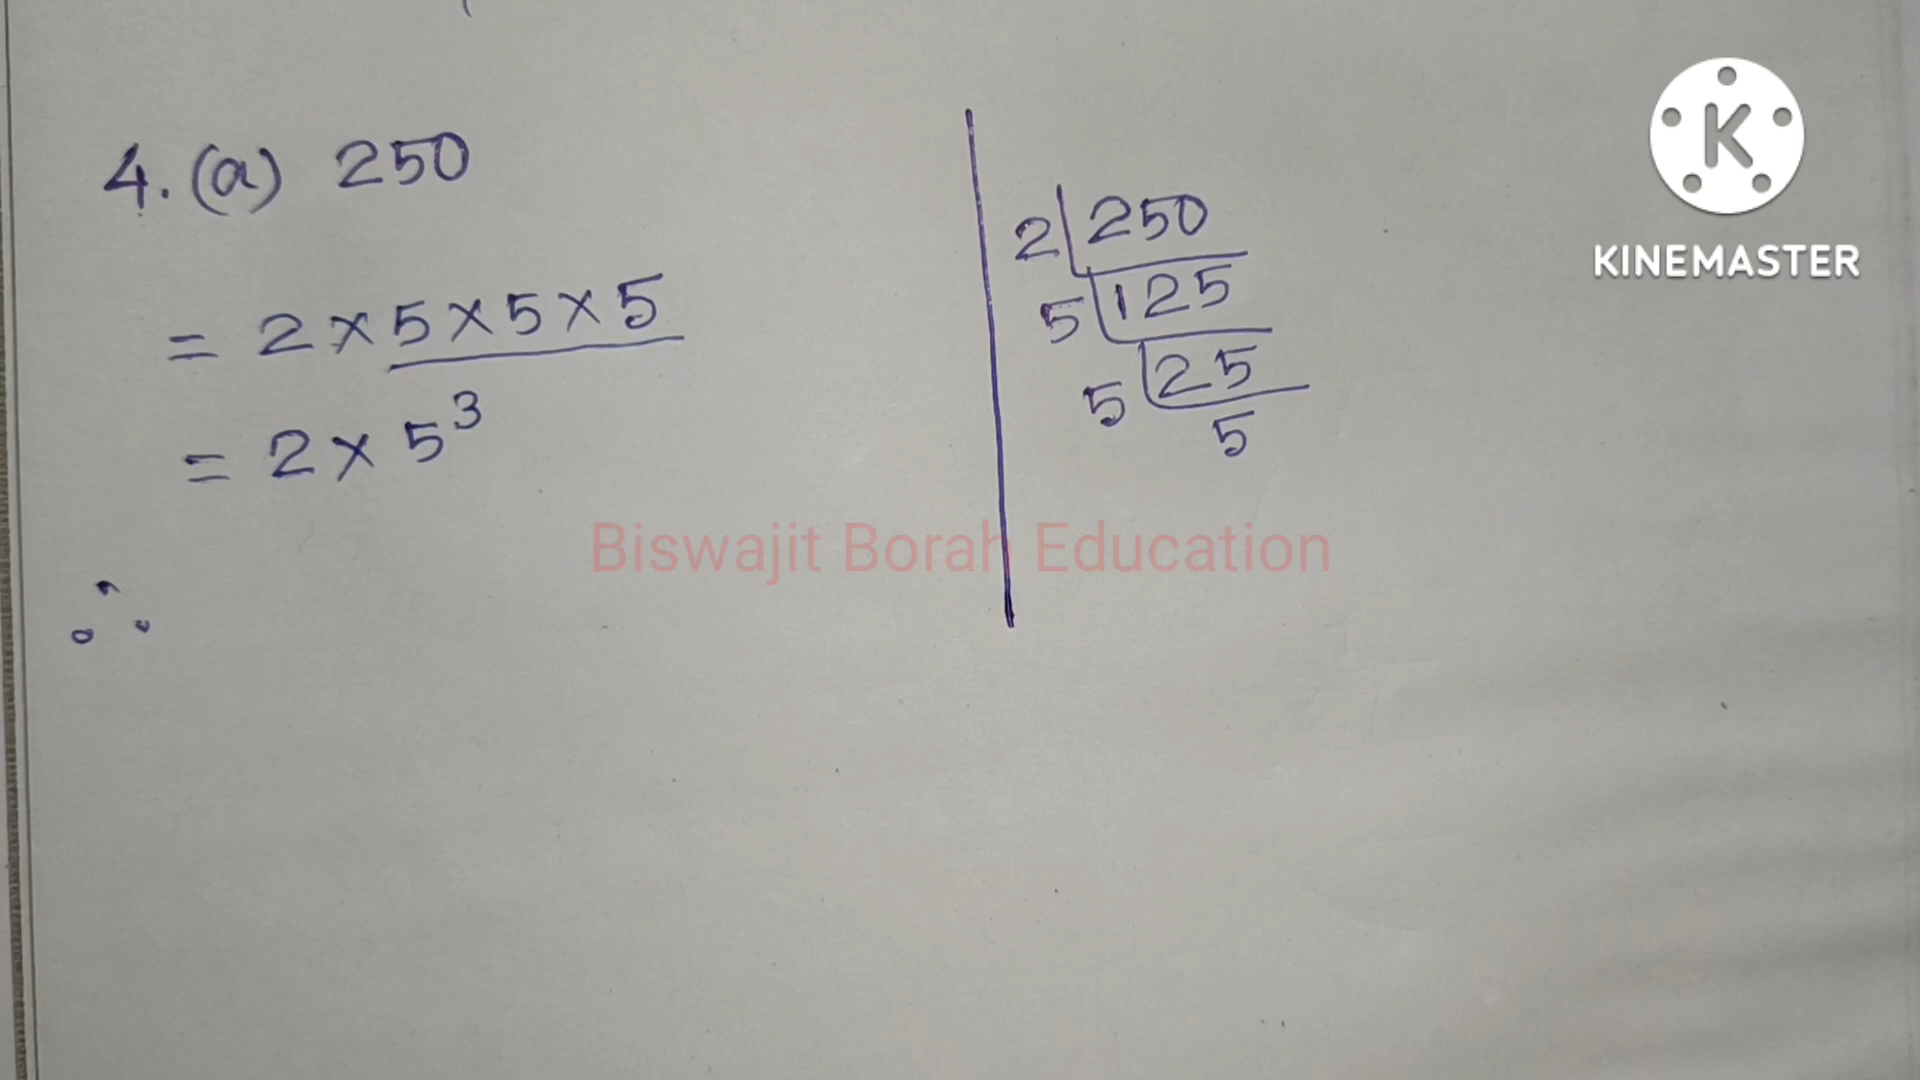 4. (a) 250
= 2 × 5 × 5 × 5
= 2 × 5³
∴
2 250
5 125
5 25
5
K
KINEMASTER
Biswajit Borah Education